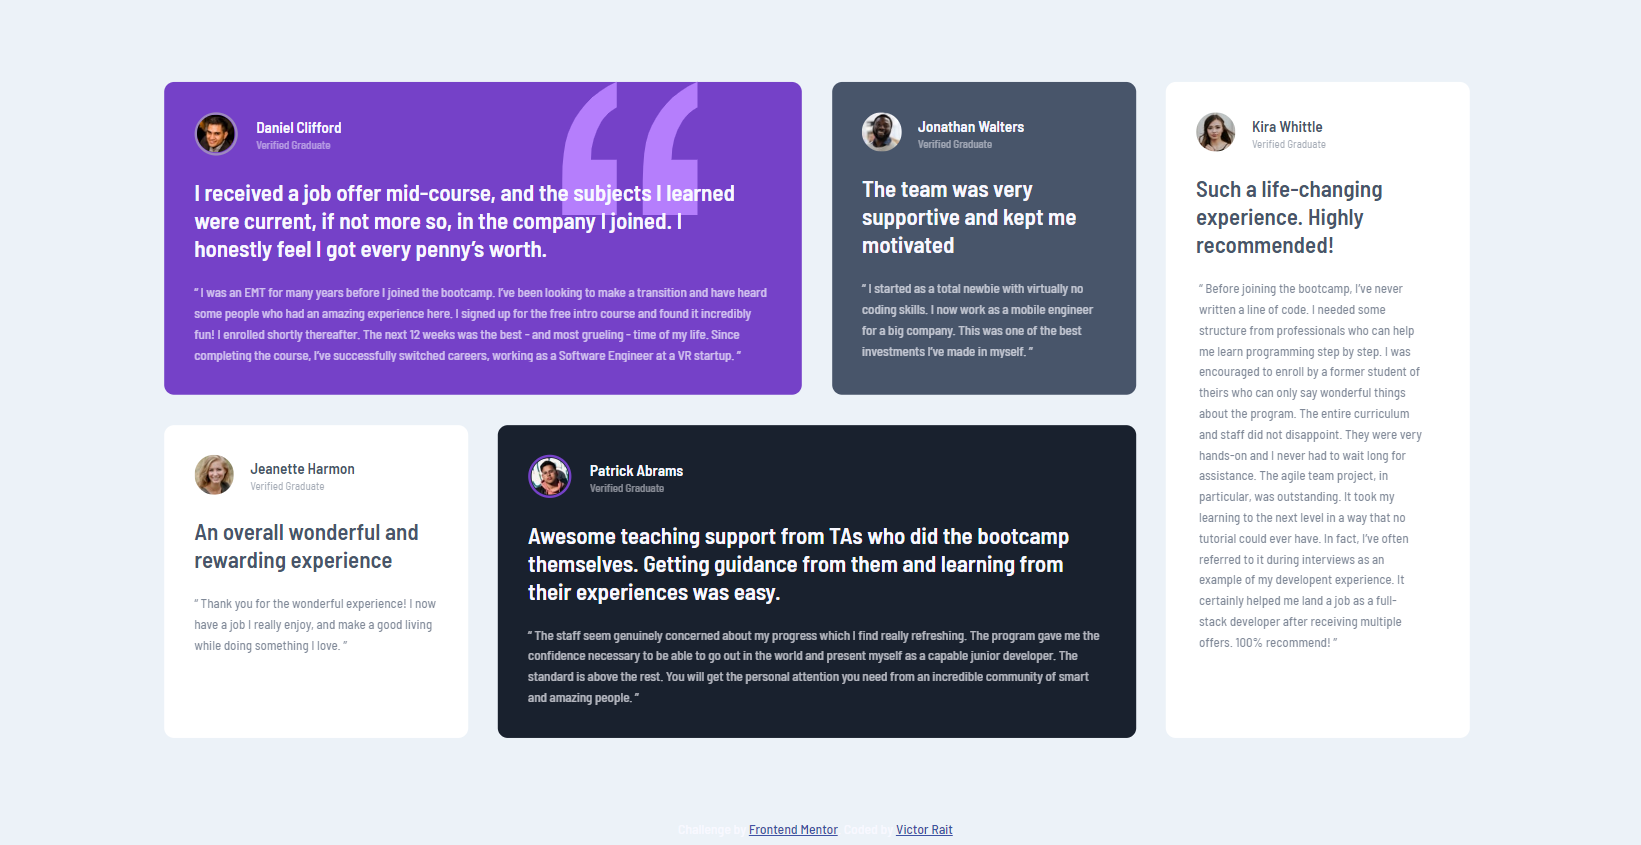 Daniel Clifford
Verified Graduate
I received a job offer mid-course, and the subjects I learned
were current, if not more so, in the company I joined. I
honestly feel I got every penny’s worth.
“ I was an EMT for many years before I joined the bootcamp. I’ve been looking to make a transition and have heard
some people who had an amazing experience here. I signed up for the free intro course and found it incredibly
fun! I enrolled shortly thereafter. The next 12 weeks was the best - and most grueling - time of my life. Since
completing the course, I’ve successfully switched careers, working as a Software Engineer at a VR startup. ”
Jonathan Walters
Verified Graduate
The team was very
supportive and kept me
motivated
“ I started as a total newbie with virtually no
coding skills. I now work as a mobile engineer
for a big company. This was one of the best
investments I’ve made in myself. ”
Kira Whittle
Verified Graduate
Such a life-changing
experience. Highly
recommended!
“ Before joining the bootcamp, I’ve never
written a line of code. I needed some
structure from professionals who can help
me learn programming step by step. I was
encouraged to enroll by a former student of
theirs who can only say wonderful things
about the program. The entire curriculum
and staff did not disappoint. They were very
hands-on and I never had to wait long for
assistance. The agile team project, in
particular, was outstanding. It took my
learning to the next level in a way that no
tutorial could ever have. In fact, I’ve often
referred to it during interviews as an
example of my developent experience. It
certainly helped me land a job as a full-
stack developer after receiving multiple
offers. 100% recommend! ”
Jeanette Harmon
Verified Graduate
An overall wonderful and
rewarding experience
“ Thank you for the wonderful experience! I now
have a job I really enjoy, and make a good living
while doing something I love. ”
Patrick Abrams
Verified Graduate
Awesome teaching support from TAs who did the bootcamp
themselves. Getting guidance from them and learning from
their experiences was easy.
“ The staff seem genuinely concerned about my progress which I find really refreshing. The program gave me the
confidence necessary to be able to go out in the world and present myself as a capable junior developer. The
standard is above the rest. You will get the personal attention you need from an incredible community of smart
and amazing people. ”
Challenge by Frontend Mentor. Coded by Victor Rait